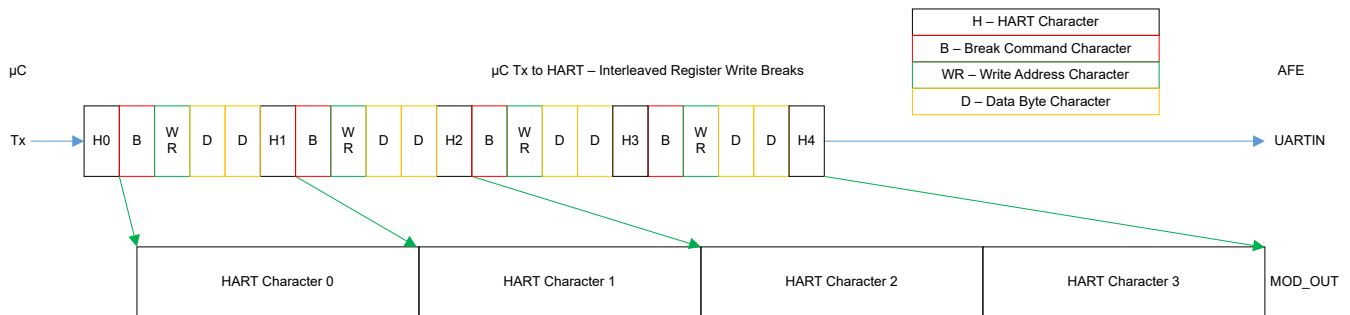 H – HART Character
B – Break Command Character
WR – Write Address Character
D – Data Byte Character
µC
µC Tx to HART – Interleaved Register Write Breaks
AFE
Tx
H0 B W R D D H1 B W R D D H2 B W R D D H3 B W R D D H4
UARTIN
HART Character 0 HART Character 1 HART Character 2 HART Character 3 MOD_OUT